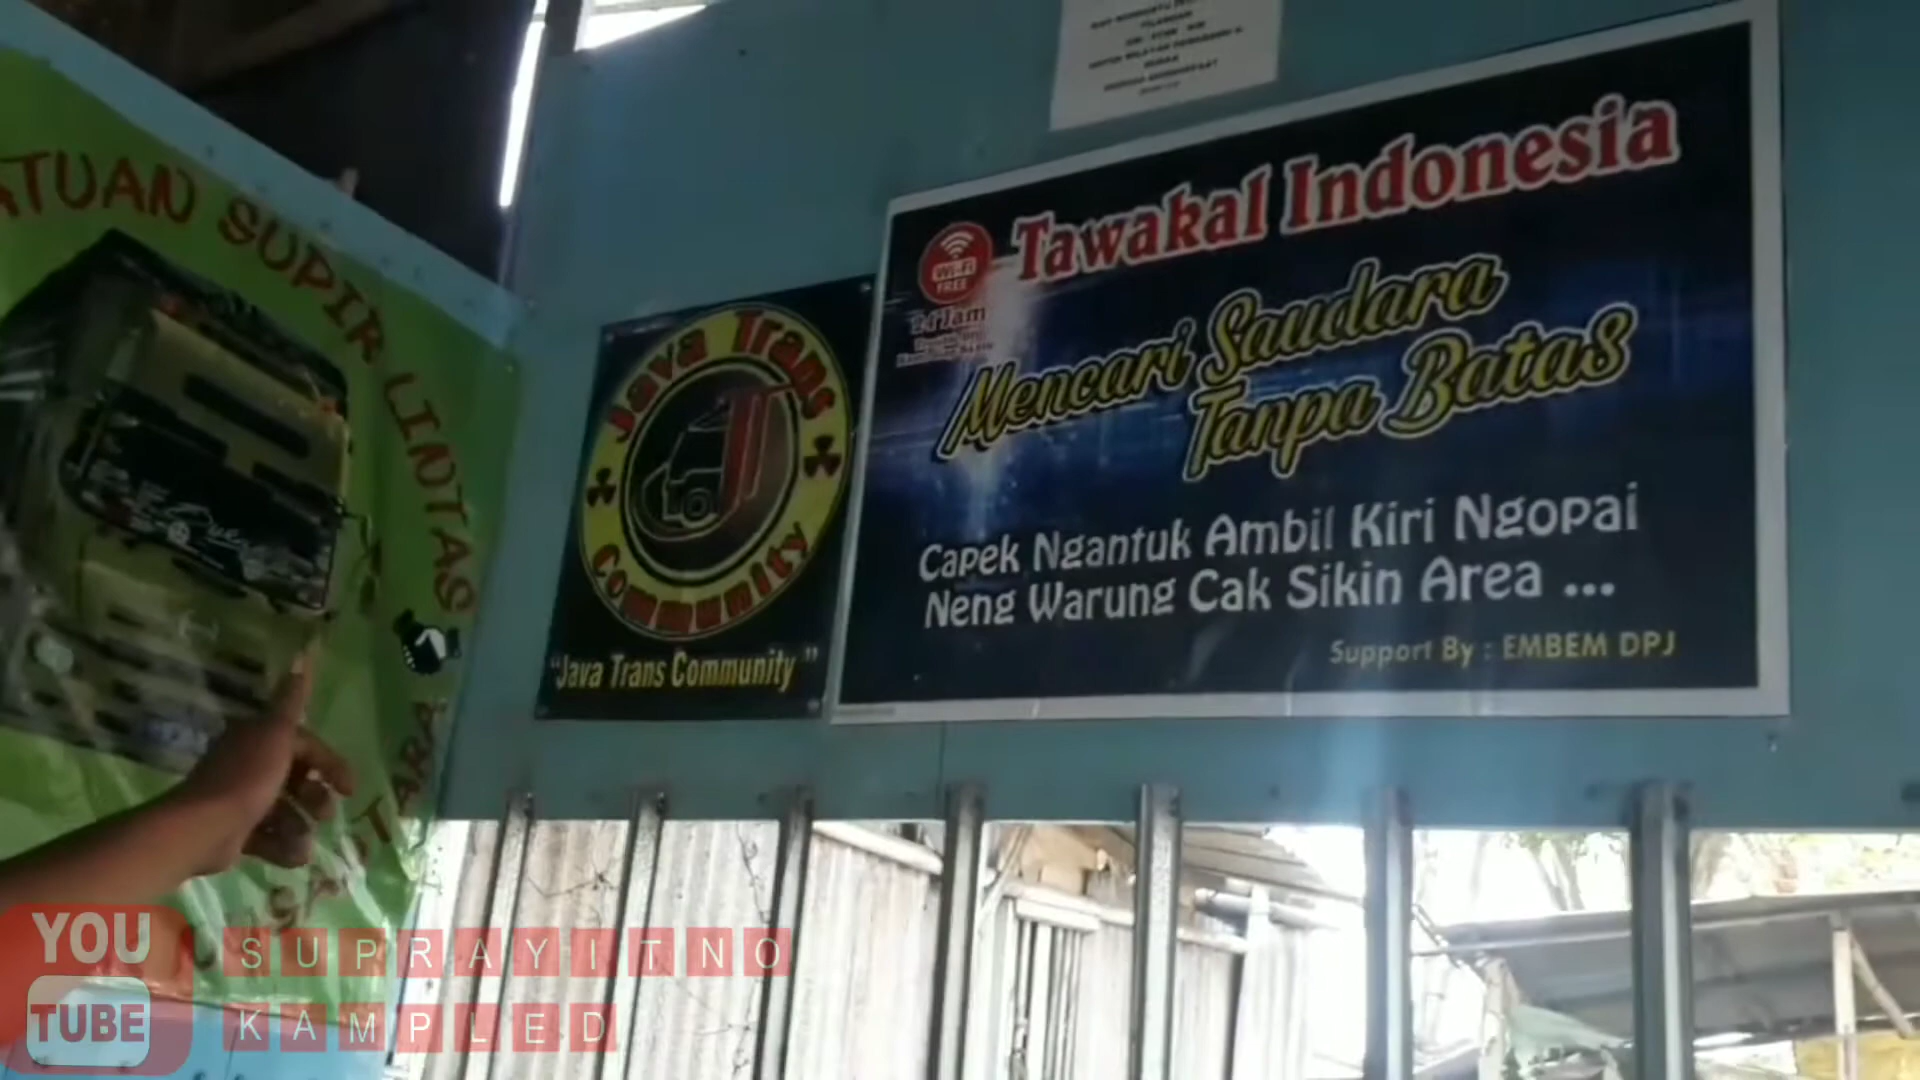 SUPIR LINTAS
Java Trans
Community
"Java Trans Community"
Wi-Fi
FREE
24 Jam
Tawakal Indonesia
Mencari Saudara
Tanpa Batas
Capek Ngantuk Ambil Kiri Ngopai
Neng Warung Cak Sikin Area ...
Support By : EMBEM DPJ
YOU
TUBE
SUPRAYITNO
KAMPLED